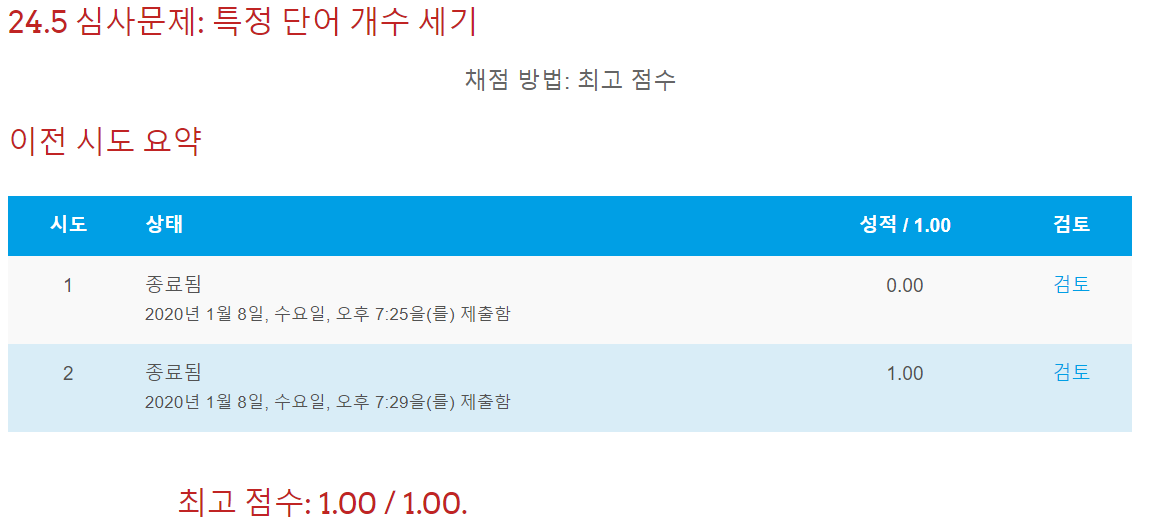 24.5 심사문제: 특정 단어 개수 세기
채점 방법: 최고 점수
이전 시도 요약
시도 상태 성적 / 1.00 검토
1 종료됨 0.00 검토
2020년 1월 8일, 수요일, 오후 7:25을(를) 제출함
2 종료됨 1.00 검토
2020년 1월 8일, 수요일, 오후 7:29을(를) 제출함
최고 점수: 1.00 / 1.00.